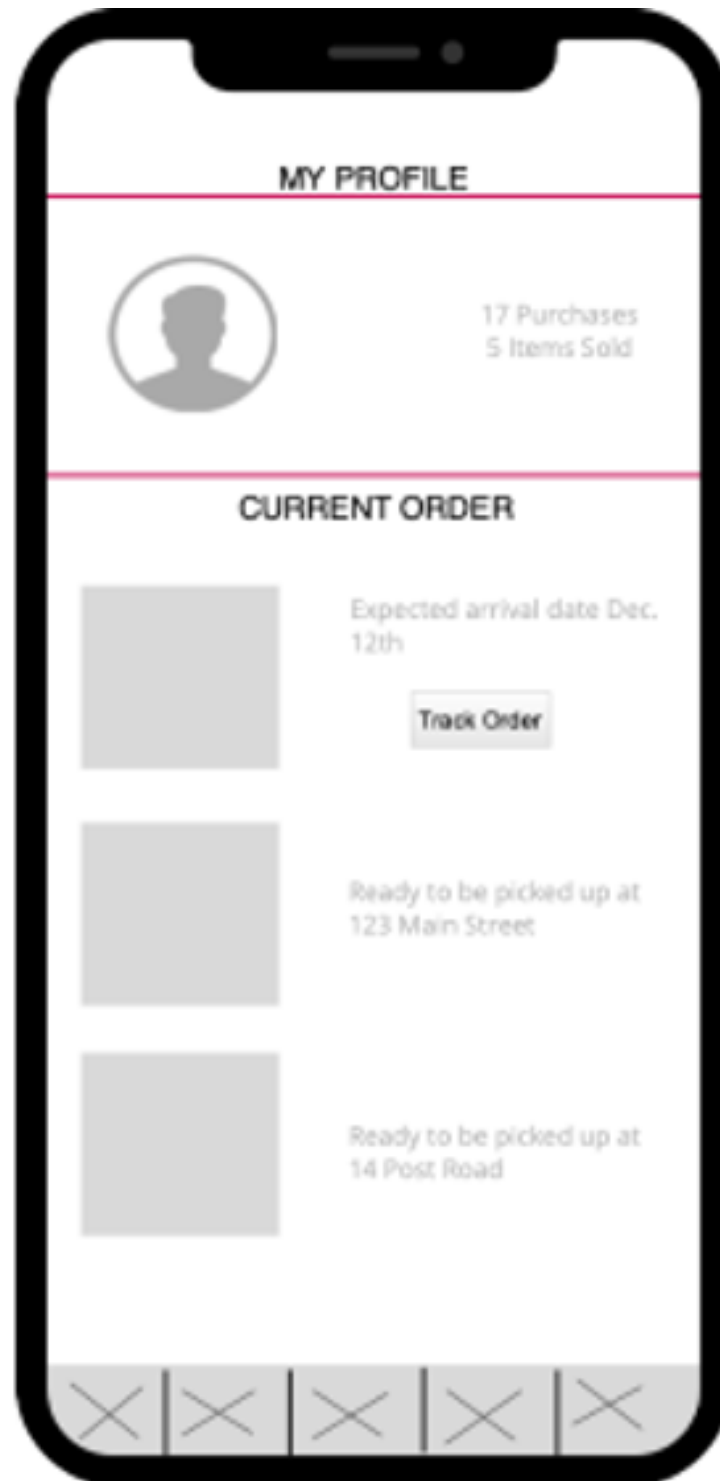 MY PROFILE
17 Purchases
5 Items Sold
CURRENT ORDER
Expected arrival date Dec.
12th
Track Order
Ready to be picked up at
123 Main Street
Ready to be picked up at
14 Post Road